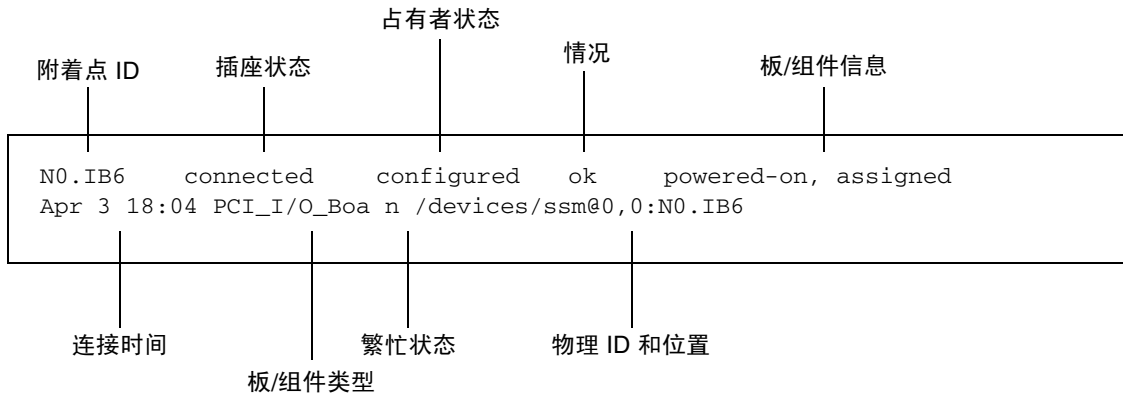 占有者状态
附着点 ID 插座状态 情况 板/组件信息
N0.IB6 connected configured ok powered-on, assigned
Apr 3 18:04 PCI_I/O_Boa n /devices/ssm@0,0:N0.IB6
连接时间 繁忙状态 物理 ID 和位置
板/组件类型